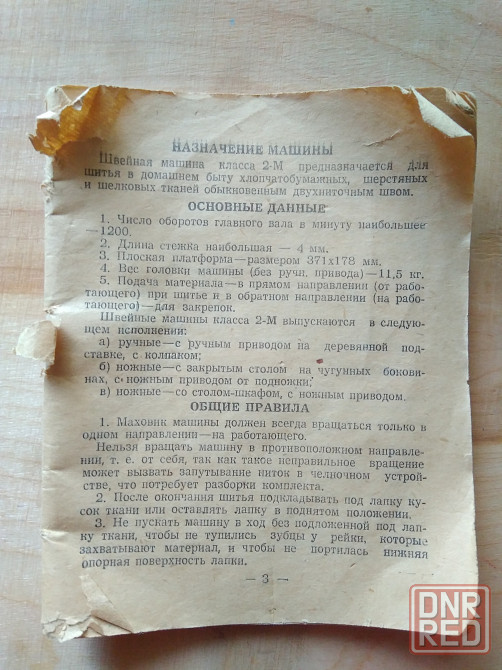 НАЗНАЧЕНИЕ МАШИНЫ
Швейная машина класса 2-М предназначается для
шитья в домашнем быту хлопчатобумажных, шерстяных
и шелковых тканей обыкновенным двухниточным швом.
ОСНОВНЫЕ ДАННЫЕ
1. Число оборотов главного вала в минуту наибольшее
—1200.
2. Длина стежка наибольшая — 4 мм.
3. Плоская платформа—размером 371х178 мм.
4. Вес головки машины (без ручн. привода)—11,5 кг.
5. Подача материала—в прямом направлении (от рабо-
тающего) при шитье и в обратном направлении (на рабо-
тающего)—для закрепок.
Швейные машины класса 2-М выпускаются в следую-
щем исполнении:
а) ручные—с ручным приводом на деревянной под-
ставке, с колпаком;
б) ножные—с закрытым столом на чугунных бокови-
нах, с ножным приводом от подножки;
в) ножные—со столом-шкафом, с ножным приводом.
ОБЩИЕ ПРАВИЛА
1. Маховик машины должен всегда вращаться только в
одном направлении—на работающего.
Нельзя вращать машину в противоположном направле-
нии, т. е. от себя, так как такое неправильное вращение
может вызвать запутывание ниток в челночном устрой-
стве, что потребует разборки комплекта.
2. После окончания шитья подкладывать под лапку ку-
сок ткани или оставлять лапку в поднятом положении.
3. Не пускать машину в ход без подложенной под лап-
ку ткани, чтобы не тупились зубцы у рейки, которые
захватывают материал, и чтобы не портилась нижняя
опорная поверхность лапки.
— 3 —
DNR
RED